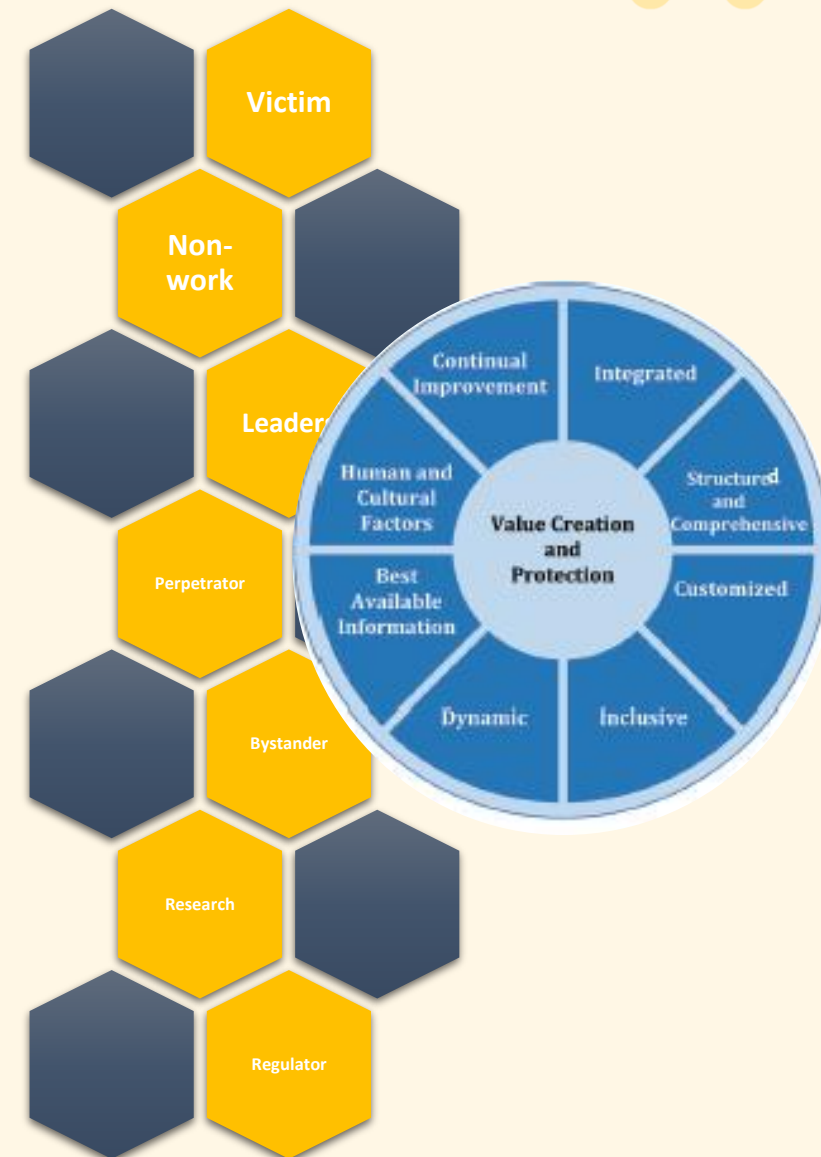 Victim
Non-
work
Leaders
Perpetrator
Bystander
Research
Regulator
Continual
Improvement
Integrated
Human and
Cultural
Factors
Structured
and
Comprehensive
Value Creation
and
Protection
Best
Available
Information
Customized
Dynamic
Inclusive